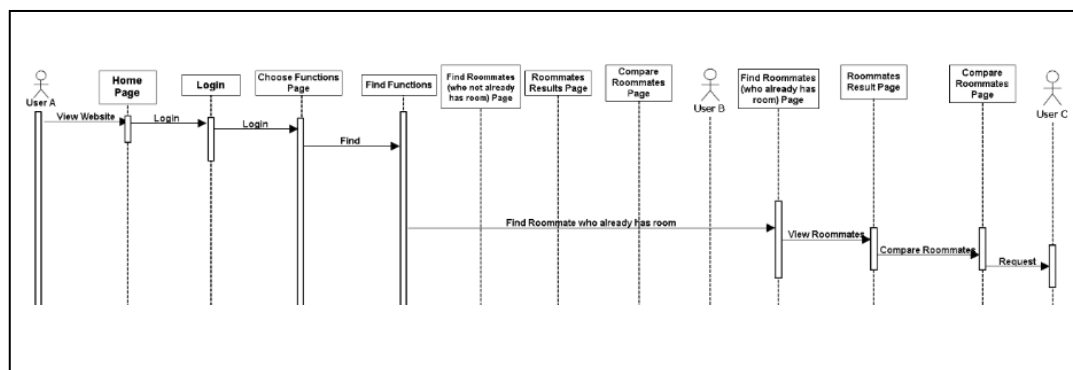 User A
Home
Page
Login
Choose Functions
Page
Find Functions
Find Roommates
(who not already
has room) Page
Roommates
Results Page
Compare
Roommates
Page
User B
Find Roommates
(who already has
room) Page
Roommates
Result Page
Compare
Roommates
Page
User C
View Website
Login
Login
Find
Find Roommate who already has room
View Roommates
Compare Roommates
Request